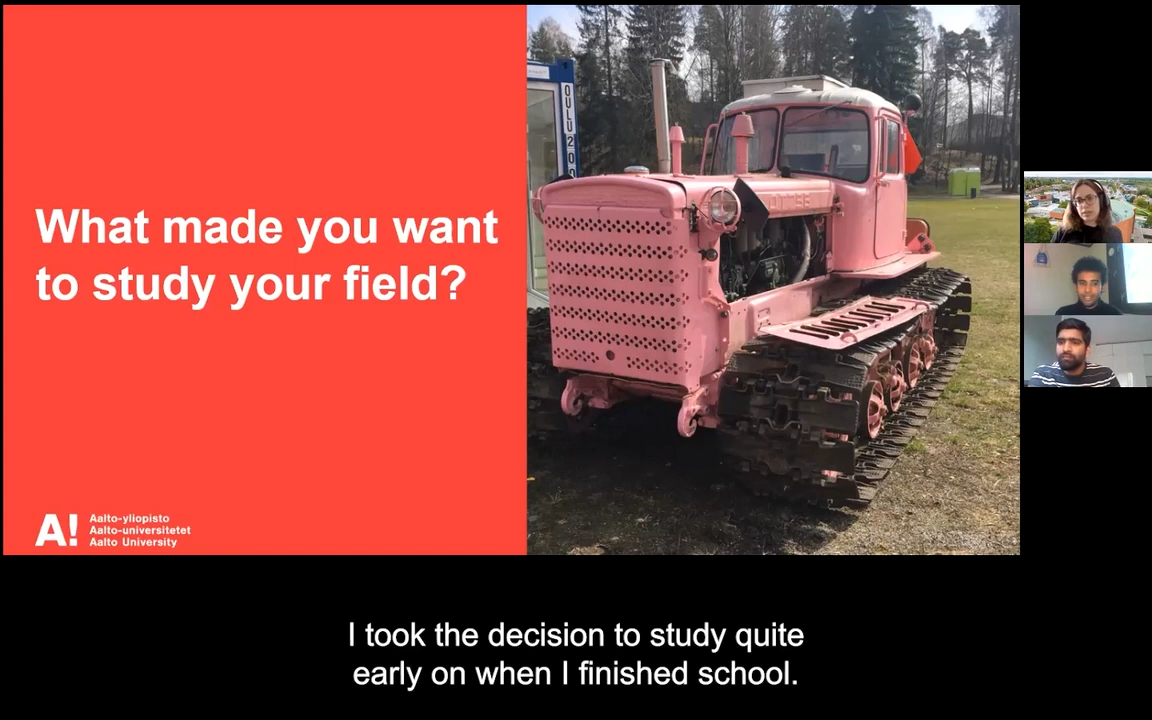 What made you want
to study your field?
A!
Aalto-yliopisto
Aalto-universitetet
Aalto University
OULU
I took the decision to study quite
early on when I finished school.